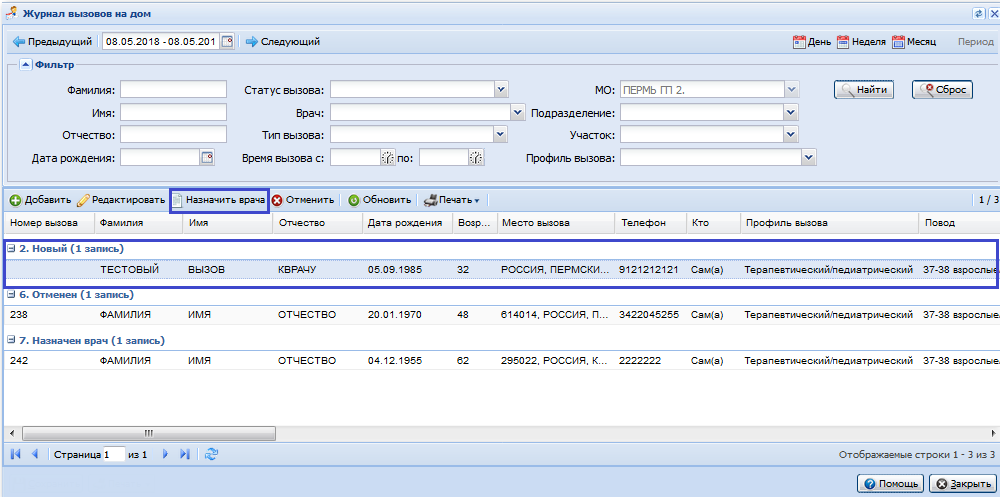 Журнал вызовов на дом
Предыдущий 08.05.2018 - 08.05.201 Следующий День Неделя Месяц Период
Фильтр
Фамилия: Статус вызова: МО: ПЕРМЬ ГП 2. Найти Сброс
Имя: Врач: Подразделение:
Отчество: Тип вызова: Участок:
Дата рождения: Время вызова с: по: Профиль вызова:
Добавить Редактировать Назначить врача Отменить Обновить Печать 1 / 3
Номер вызова Фамилия Имя Отчество Дата рождения Возр... Место вызова Телефон Кто Профиль вызова Повод
2. Новый (1 запись)
ТЕСТОВЫЙ ВЫЗОВ КВРАЧУ 05.09.1985 32 РОССИЯ, ПЕРМСКИ... 9121212121 Сам(а) Терапевтический/педиатрический 37-38 взрослые
6. Отменен (1 запись)
238 ФАМИЛИЯ ИМЯ ОТЧЕСТВО 20.01.1970 48 614014, РОССИЯ, П... 3422045255 Сам(а) Терапевтический/педиатрический 37-38 взрослые
7. Назначен врач (1 запись)
242 ФАМИЛИЯ ИМЯ ОТЧЕСТВО 04.12.1955 62 295022, РОССИЯ, К... 2222222 Сам(а) Терапевтический/педиатрический 37-38 взрослые
Страница 1 из 1 Отображаемые строки 1 - 3 из 3
Помощь Закрыть